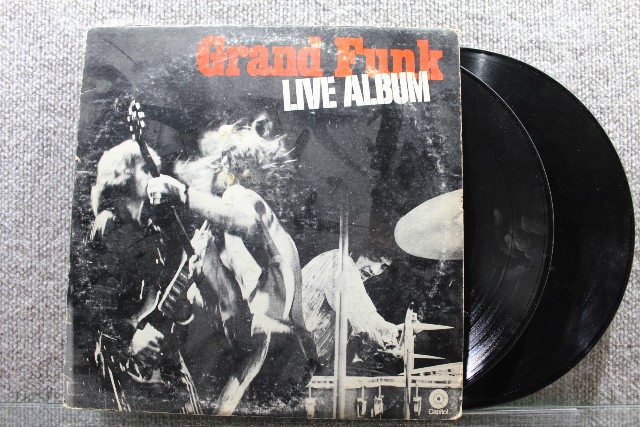 Grand Funk
LIVE ALBUM
Capitol